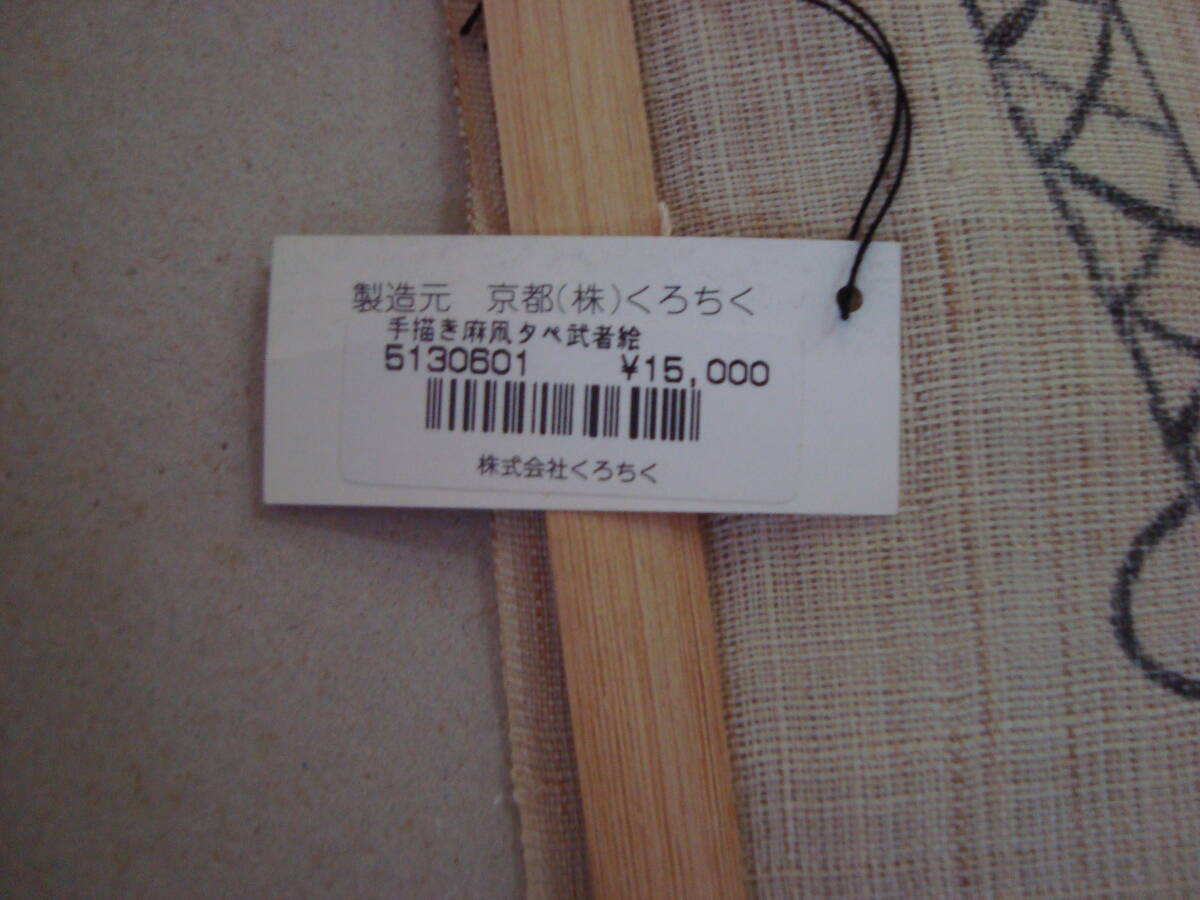 製造元　京都(株)くろちく
手描き麻凧タペ武者絵
5130601 ¥15,000
株式会社くろちく